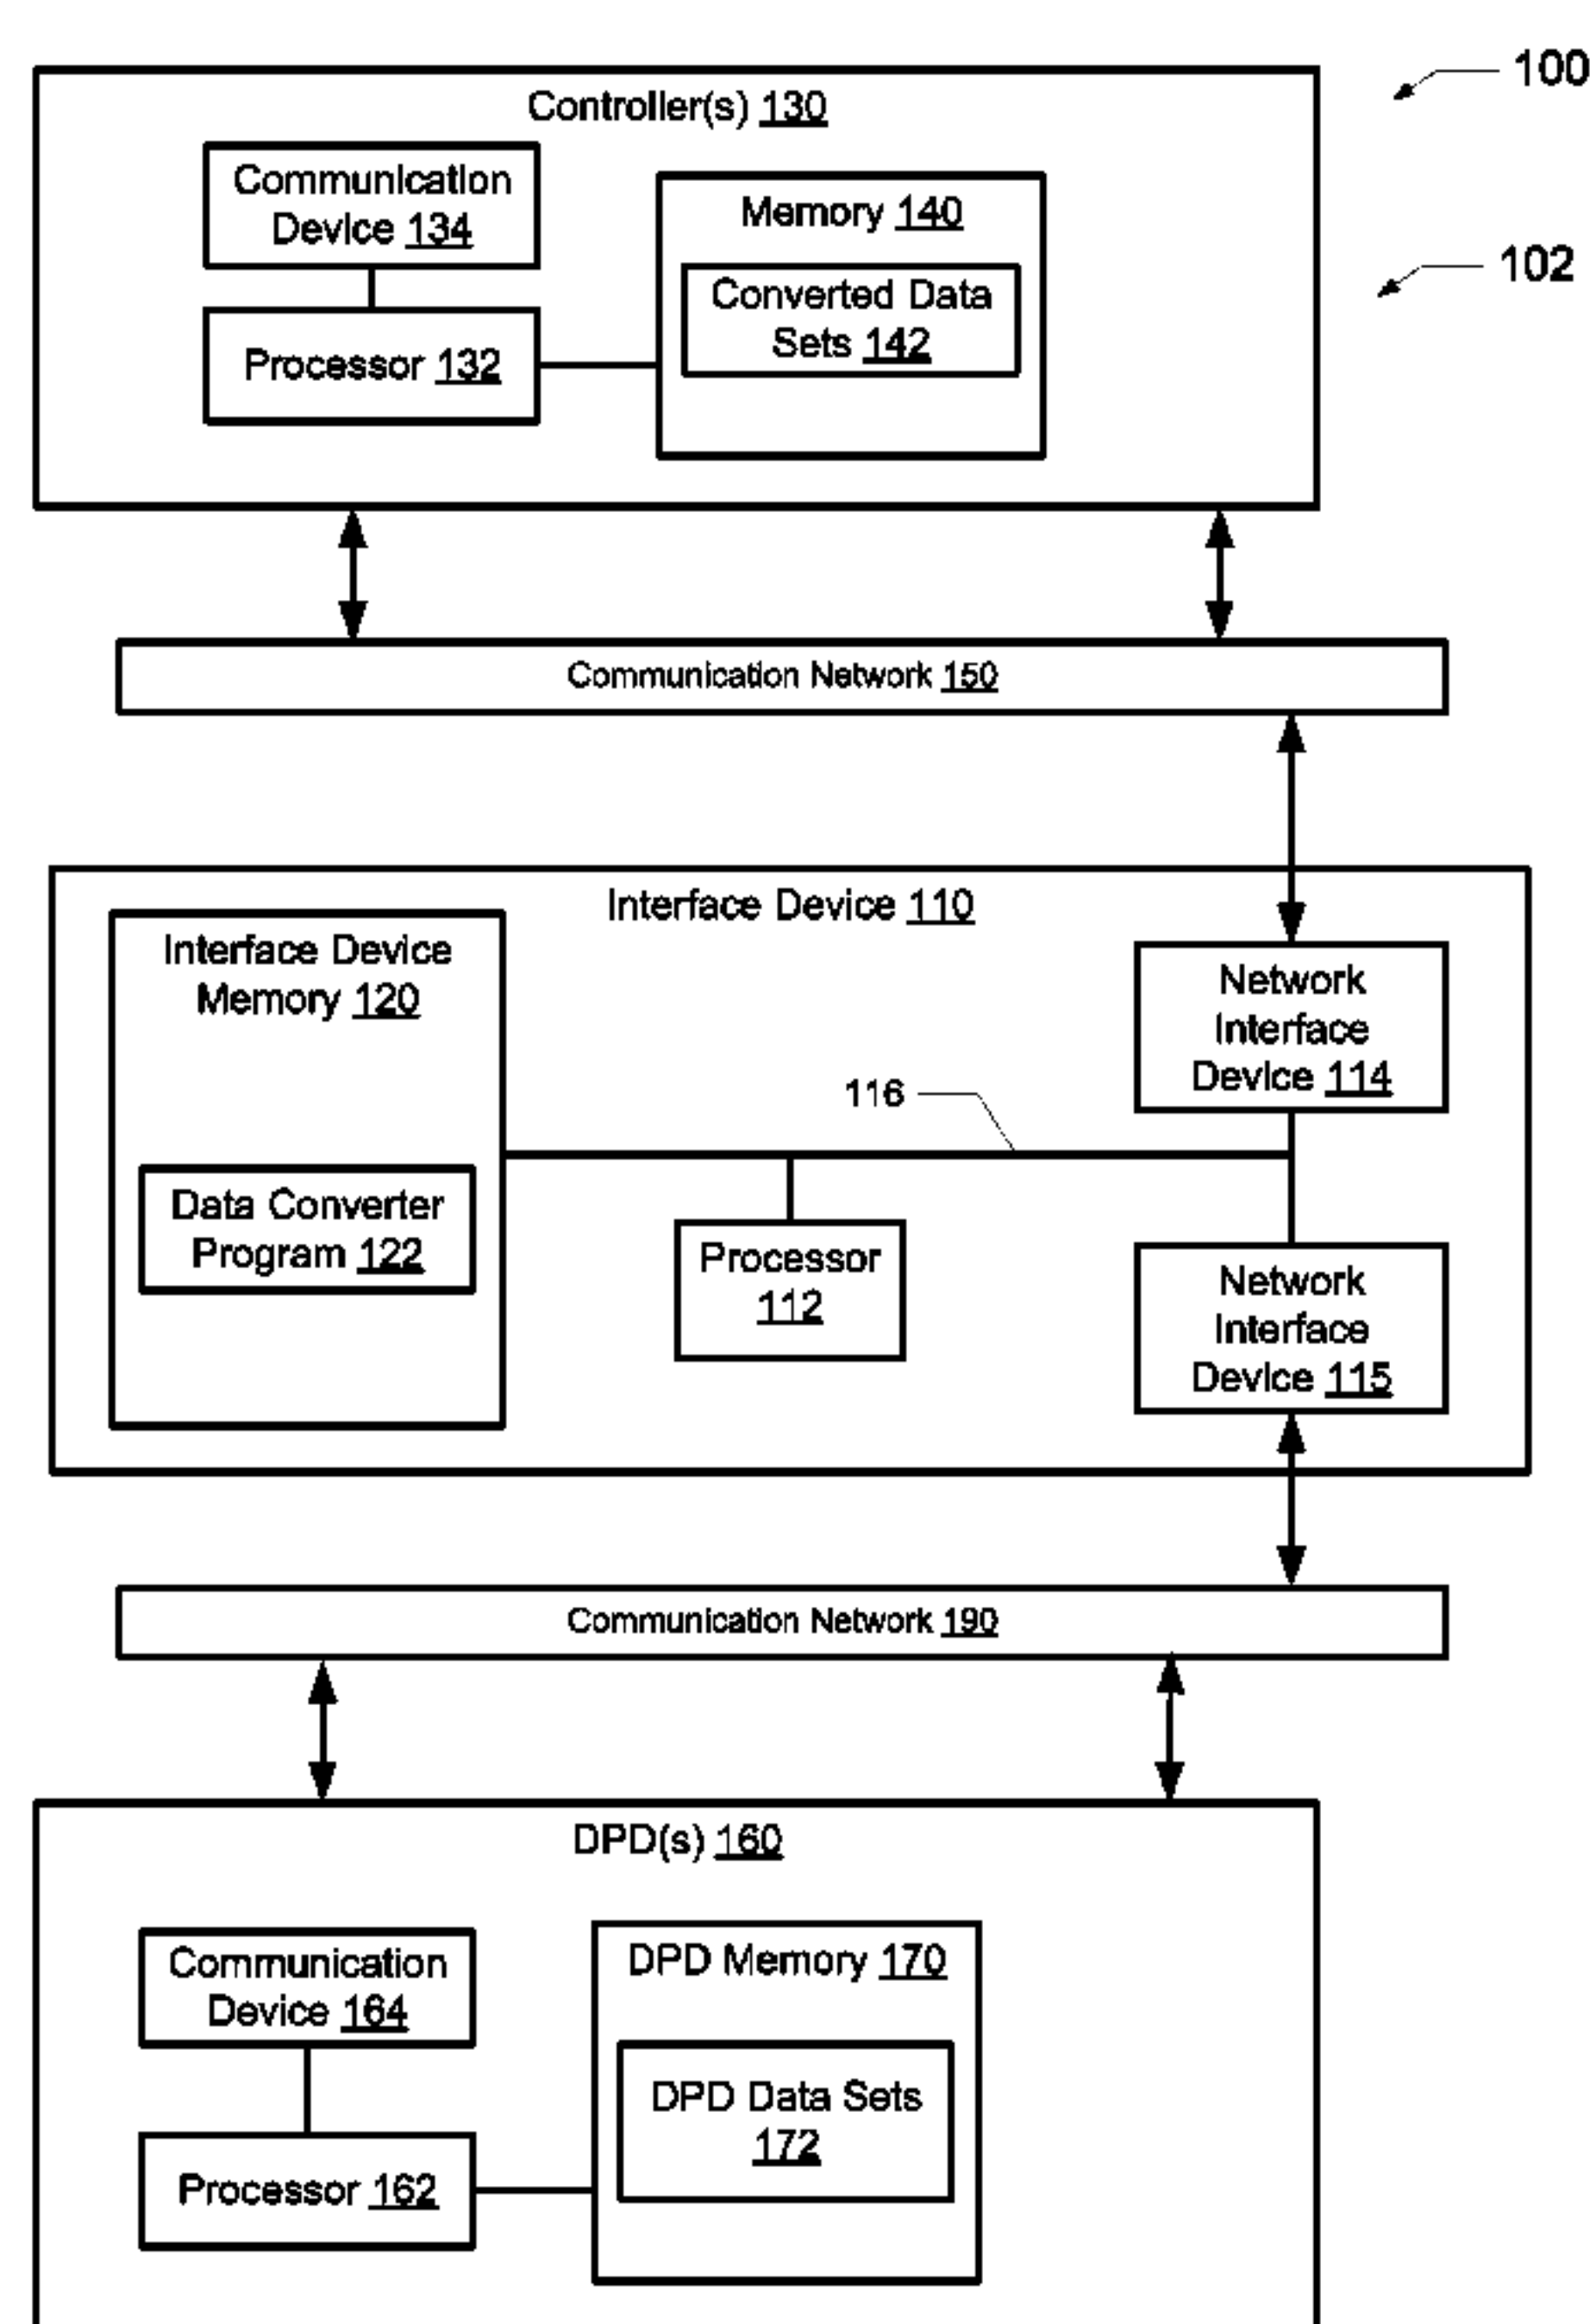 100
Controller(s) 130
Communication
Device 134
Memory 140
102
Converted Data
Sets 142
Processor 132
Communication Network 150
Interface Device 110
Interface Device
Memory 120
Network
Interface
Device 114
116
Data Converter
Program 122
Processor
112
Network
Interface
Device 115
Communication Network 190
DPD(s) 160
Communication
Device 164
DPD Memory 170
DPD Data Sets
172
Processor 162